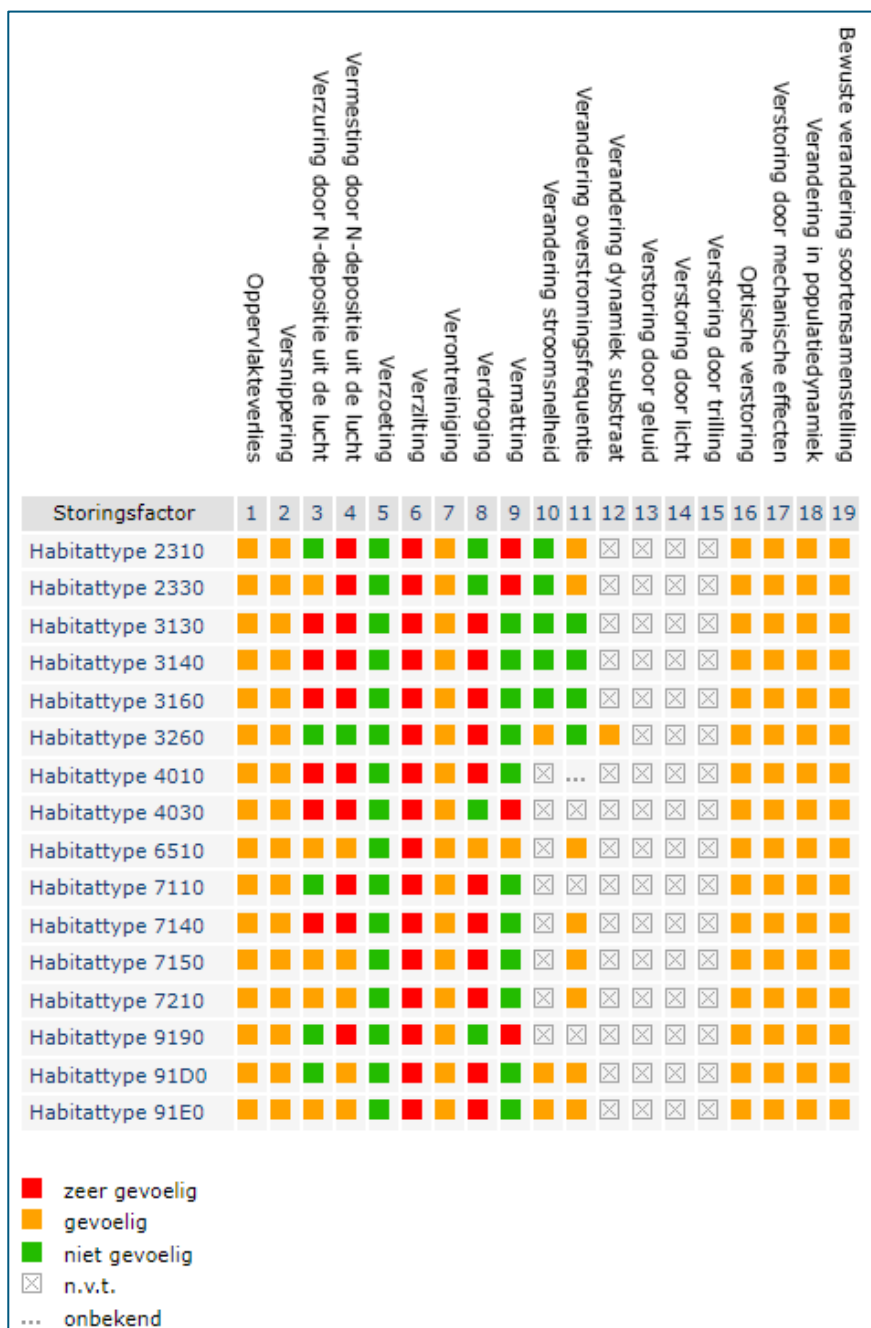 Oppervlakteverlies
Versnippering
Verzuring door N-depositie uit de lucht
Vermesting door N-depositie uit de lucht
Verzoeting
Verzilting
Verontreiniging
Verdroging
Vernatting
Verandering stroomsnelheid
Verandering overstromingsfrequentie
Verandering dynamiek substraat
Verstoring door geluid
Verstoring door licht
Verstoring door trilling
Optische verstoring
Verstoring door mechanische effecten
Verandering in populatiedynamiek
Bewuste verandering soortensamenstelling
Storingsfactor 1 2 3 4 5 6 7 8 9 10 11 12 13 14 15 16 17 18 19
Habitattype 2310
Habitattype 2330
Habitattype 3130
Habitattype 3140
Habitattype 3160
Habitattype 3260
Habitattype 4010 ...
Habitattype 4030
Habitattype 6510
Habitattype 7110
Habitattype 7140
Habitattype 7150
Habitattype 7210
Habitattype 9190
Habitattype 91D0
Habitattype 91E0
zeer gevoelig
gevoelig
niet gevoelig
n.v.t.
... onbekend